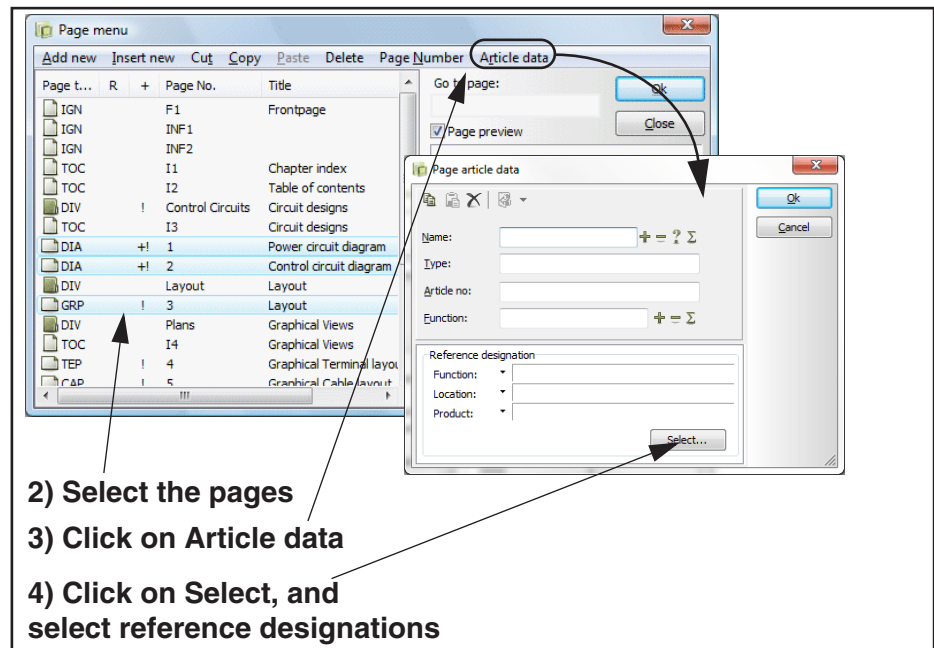 Page menu
Add new Insert new Cut Copy Paste Delete Page Number Article data
Page t... R + Page No. Title
IGN F1 Frontpage
IGN INF1
IGN INF2
TOC I1 Chapter index
TOC I2 Table of contents
DIV ! Control Circuits Circuit designs
TOC I3 Circuit designs
DIA +! 1 Power circuit diagram
DIA +! 2 Control circuit diagram
DIV Layout Layout
GRP ! 3 Layout
DIV Plans Graphical Views
TOC I4 Graphical Views
TEP ! 4 Graphical Terminal layou
CAP ! 5 Graphical Cable layout
Go to page:
Ok
Close
Page preview
Page article data
Ok
Cancel
Name:
Type:
Article no:
Function:
Reference designation
Function:
Location:
Product:
Select...
2) Select the pages
3) Click on Article data
4) Click on Select, and
select reference designations